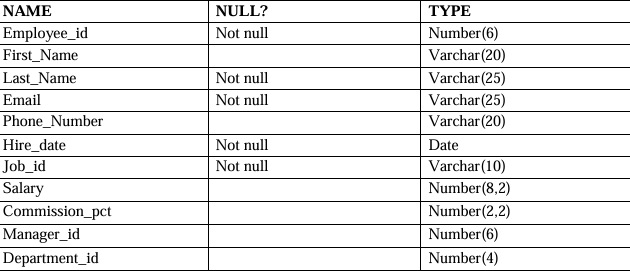 NAME NULL? TYPE
Employee_id Not null Number(6)
First_Name Varchar(20)
Last_Name Not null Varchar(25)
Email Not null Varchar(25)
Phone_Number Varchar(20)
Hire_date Not null Date
Job_id Not null Varchar(10)
Salary Number(8,2)
Commission_pct Number(2,2)
Manager_id Number(6)
Department_id Number(4)